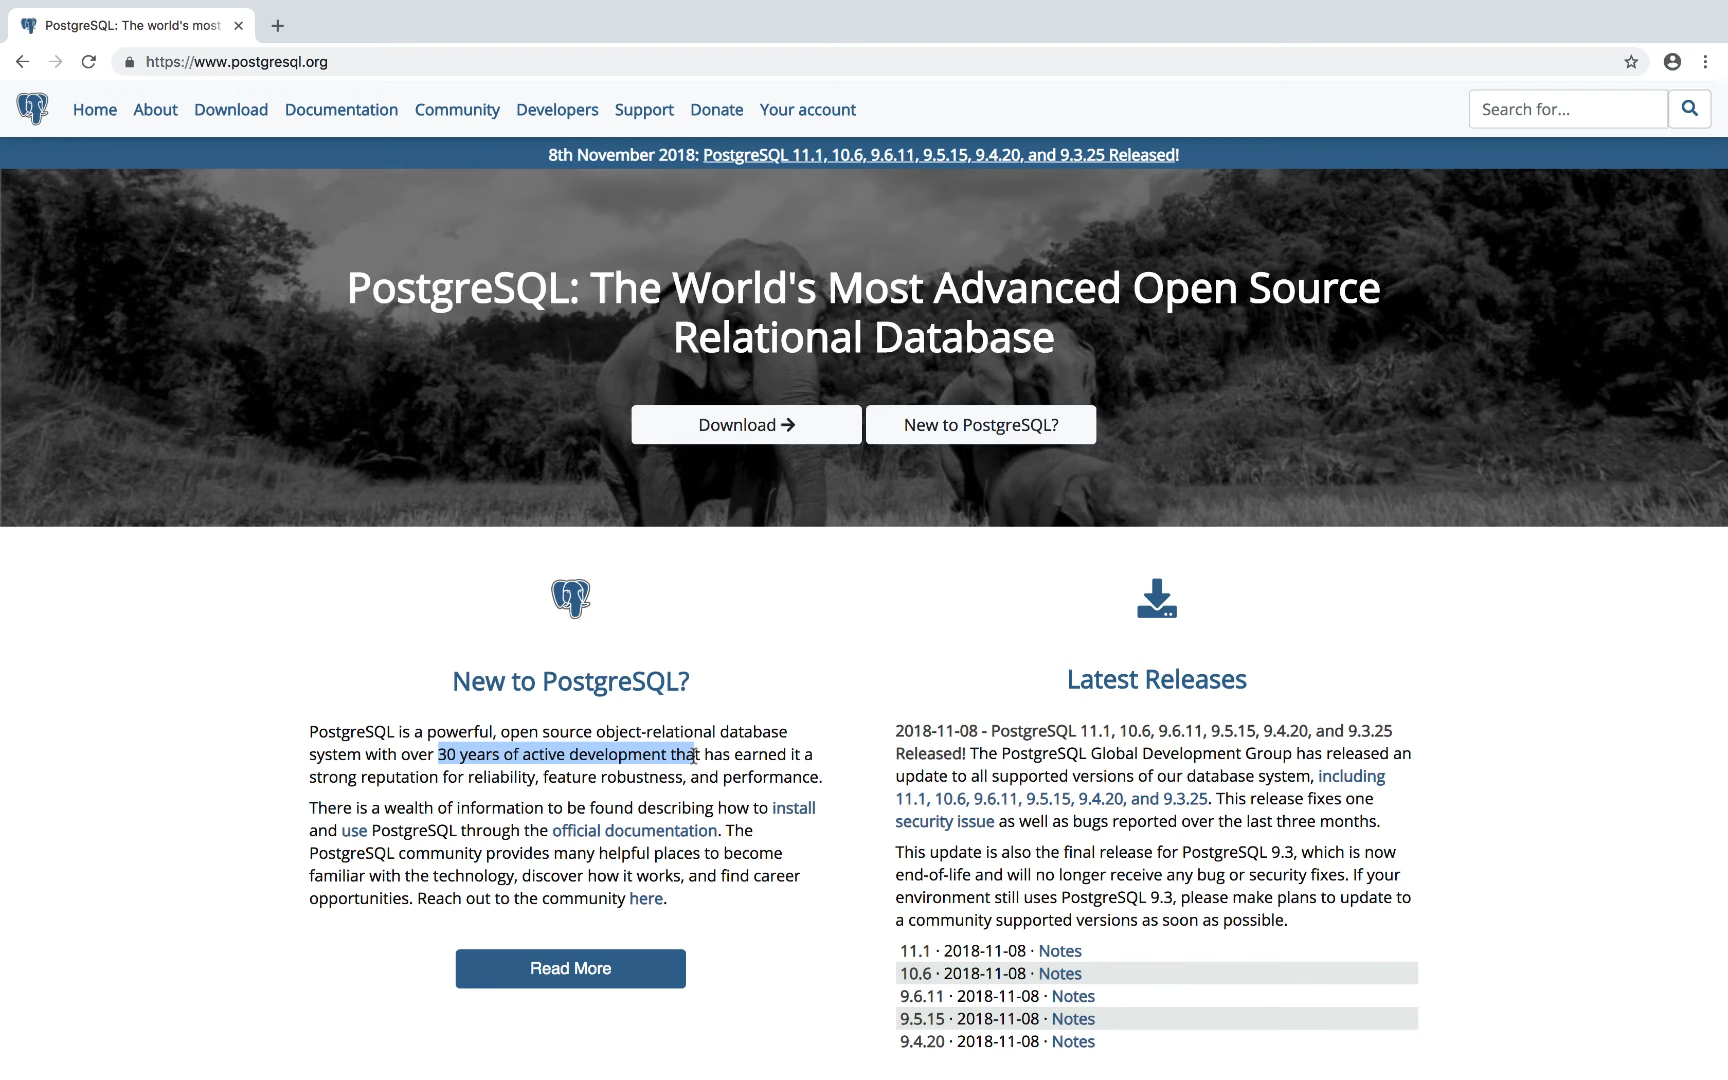 PostgreSQL: The world's most
https://www.postgresql.org
Home About Download Documentation Community Developers Support Donate Your account
Search for...
8th November 2018: PostgreSQL 11.1, 10.6, 9.6.11, 9.5.15, 9.4.20, and 9.3.25 Released!
PostgreSQL: The World's Most Advanced Open Source
Relational Database
Download
New to PostgreSQL?
New to PostgreSQL?
PostgreSQL is a powerful, open source object-relational database
system with over 30 years of active development that has earned it a
strong reputation for reliability, feature robustness, and performance.
There is a wealth of information to be found describing how to install
and use PostgreSQL through the official documentation. The
PostgreSQL community provides many helpful places to become
familiar with the technology, discover how it works, and find career
opportunities. Reach out to the community here.
Read More
Latest Releases
2018-11-08 - PostgreSQL 11.1, 10.6, 9.6.11, 9.5.15, 9.4.20, and 9.3.25
Released! The PostgreSQL Global Development Group has released an
update to all supported versions of our database system, including
11.1, 10.6, 9.6.11, 9.5.15, 9.4.20, and 9.3.25. This release fixes one
security issue as well as bugs reported over the last three months.
This update is also the final release for PostgreSQL 9.3, which is now
end-of-life and will no longer receive any bug or security fixes. If your
environment still uses PostgreSQL 9.3, please make plans to update to
a community supported versions as soon as possible.
11.1 · 2018-11-08 · Notes
10.6 · 2018-11-08 · Notes
9.6.11 · 2018-11-08 · Notes
9.5.15 · 2018-11-08 · Notes
9.4.20 · 2018-11-08 · Notes